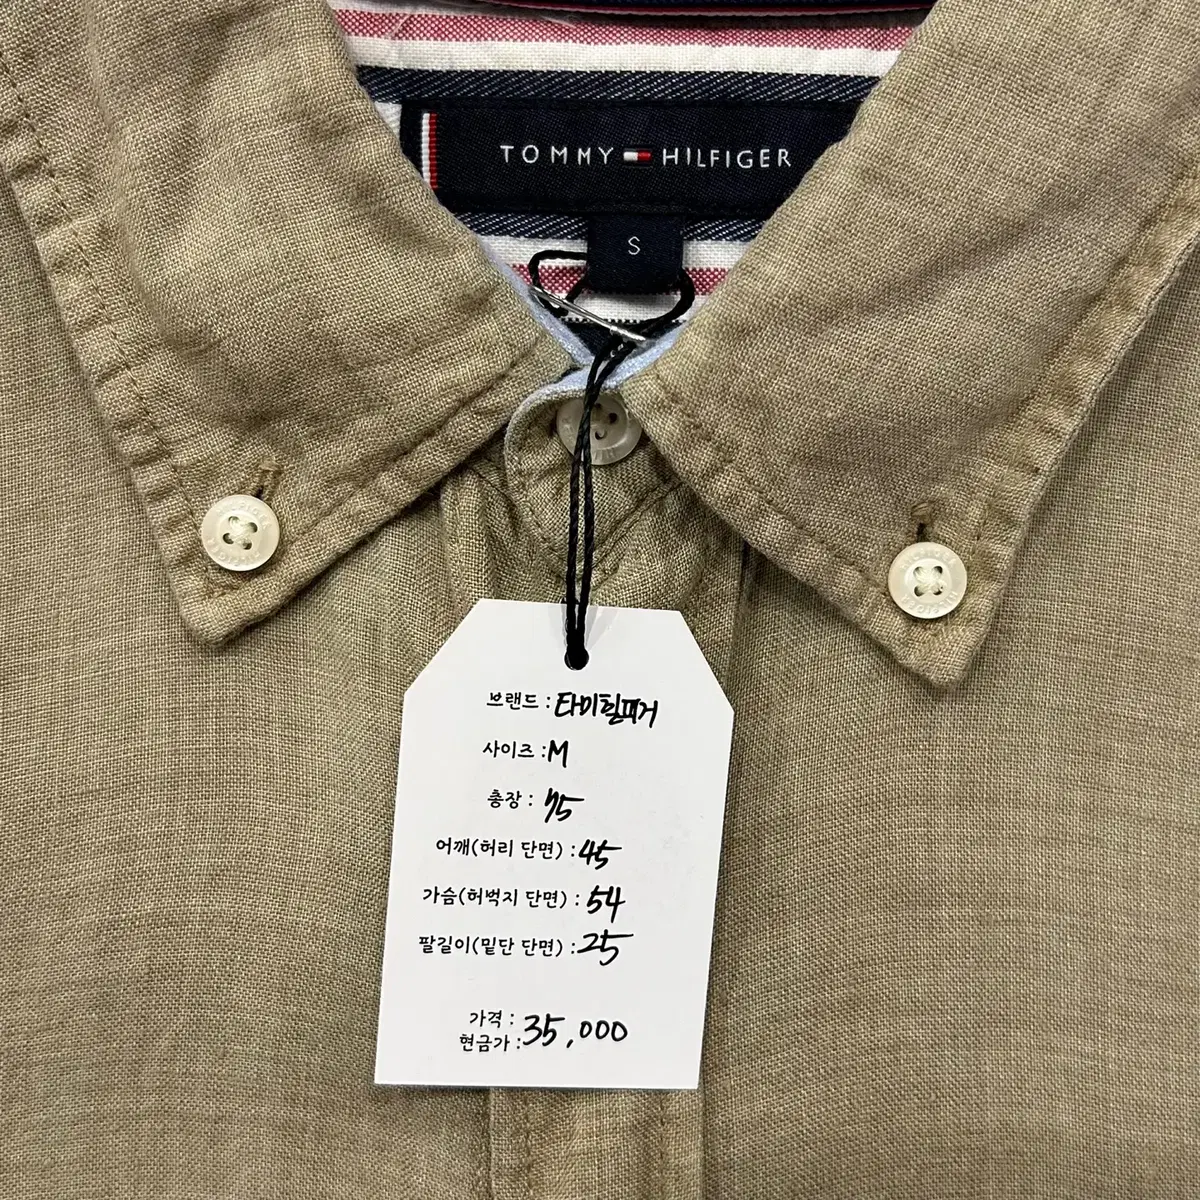 TOMMY HILFIGER
S
브랜드 : 타미힐피거
사이즈 : M
총장 : 75
어깨(허리 단면) : 45
가슴(허벅지 단면) : 54
팔길이(밑단 단면) : 25
가격 :
현금가 : 35,000